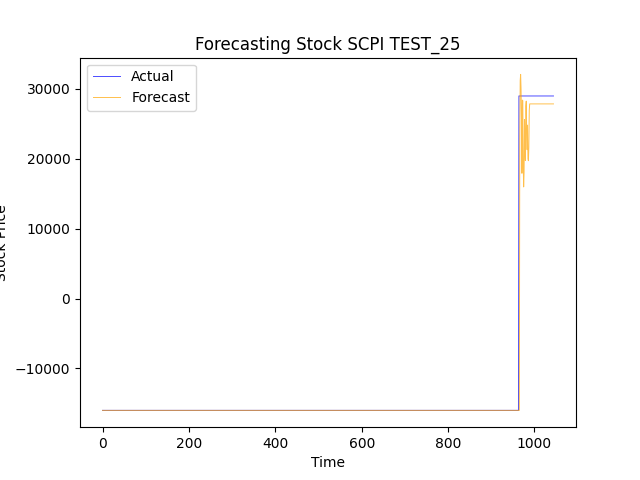 Forecasting Stock SCPI TEST_25
Actual
Forecast
30000
20000
10000
0
−10000
Stock Price
0 200 400 600 800 1000
Time